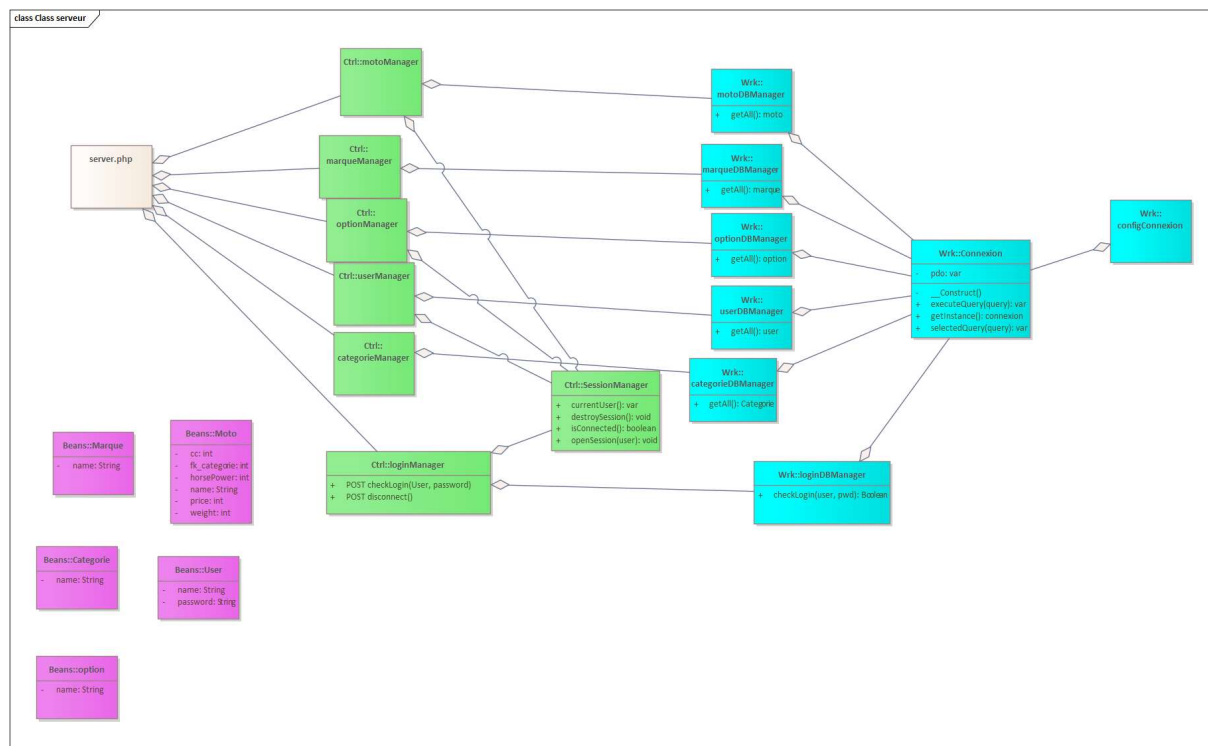 class Class serveur
Ctrl::motoManager
Wrk::
motoDBManager
+ getAll(): moto
server.php
Ctrl::
marqueManager
Wrk::
marqueDBManager
+ getAll(): marque
Ctrl::
optionManager
Wrk::
optionDBManager
+ getAll(): option
Wrk::
configConnexion
Wrk::Connexion
- pdo: var
- __Construct()
+ executeQuery(query): var
+ getInstance(): connexion
+ selectedQuery(query): var
Ctrl::userManager
Wrk::
userDBManager
+ getAll(): user
Ctrl::
categorieManager
Wrk::
categorieDBManager
+ getAll(): Categorie
Ctrl::SessionManager
+ currentUser(): var
+ destroySession(): void
+ isConnected(): boolean
+ openSession(user): void
Beans::Marque
- name: String
Beans::Moto
- cc: int
- fk_categorie: int
- horsePower: int
- name: String
- price: int
- weight: int
Ctrl::loginManager
+ POST checkLogin(User, password)
+ POST disconnect()
Wrk::loginDBManager
+ checkLogin(user, pwd): Boolean
Beans::Categorie
- name: String
Beans::User
- name: String
- password: String
Beans::option
- name: String